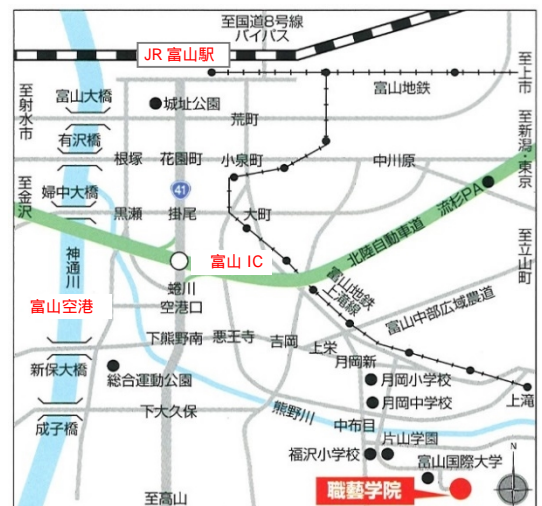 至国道8号線
バイパス
JR 富山駅
至上市
富山地鉄
至射水市
富山大橋
城址公園
荒町
有沢橋
根塚
花園町
小泉町
中川原
至新潟・東京
至金沢
婦中大橋
41
流杉PA
黒瀬
掛尾
大町
北陸自動車道
至立山町
神通川
富山 IC
富山地鉄
上滝線
富山空港
蜷川
空港口
富山中部広域農道
下熊野南
悪王寺
吉岡
上栄
月岡新
新保大橋
総合運動公園
月岡小学校
上滝
下大久保
熊野川
月岡中学校
中布目
成子橋
片山学園
福沢小学校
富山国際大学
N
職藝学院
至高山